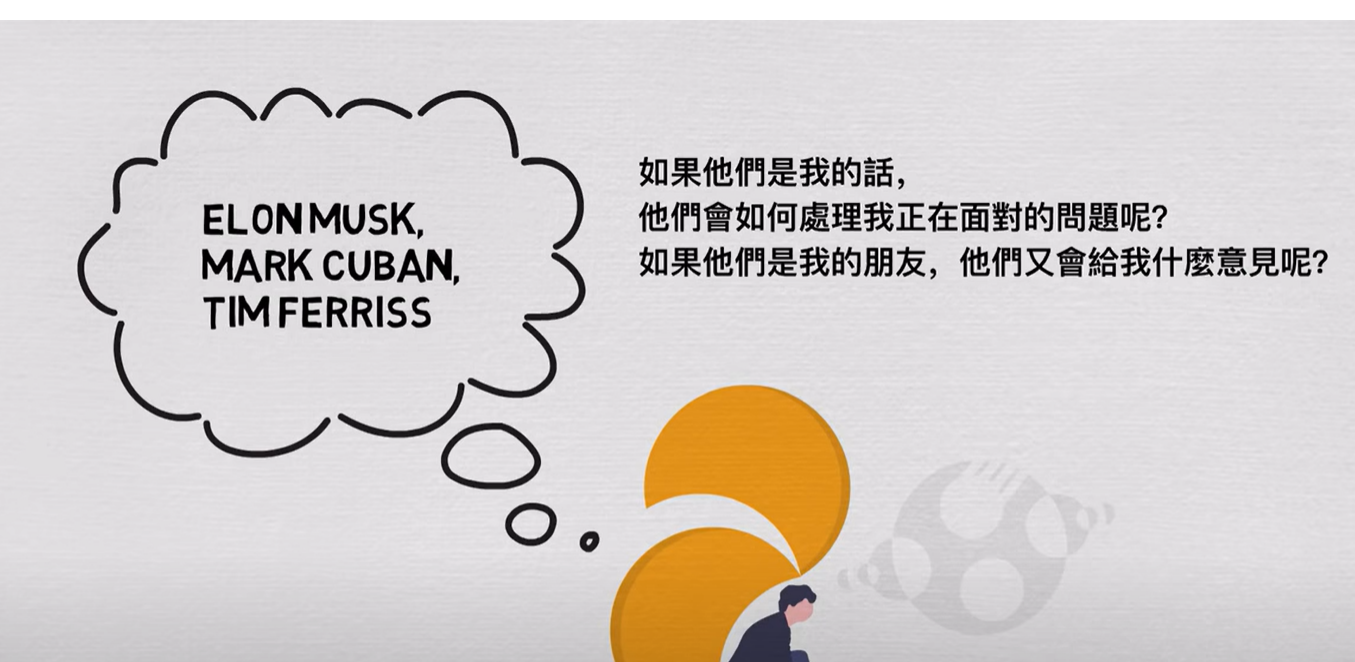 ELON MUSK,
MARK CUBAN,
TIM FERRISS
如果他們是我的話，
他們會如何處理我正在面對的問題呢?
如果他們是我的朋友，他們又會給我什麼意見呢?